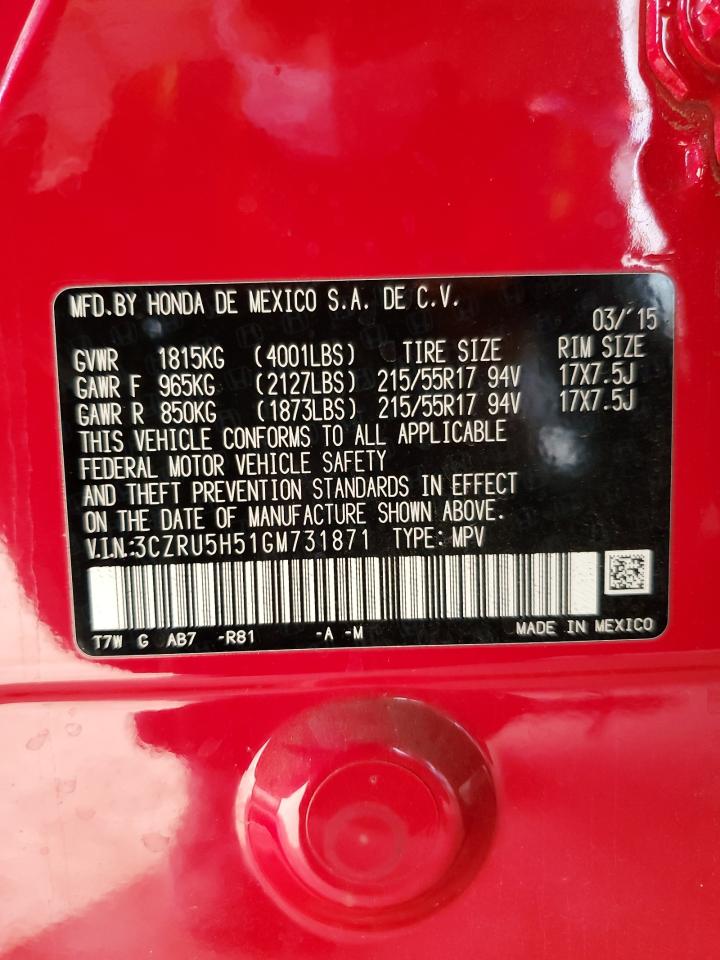 MFD.BY HONDA DE MEXICO S.A. DE C.V.
03/'15
GVWR 1815KG (4001LBS) TIRE SIZE RIM SIZE
GAWR F 965KG (2127LBS) 215/55R17 94V 17X7.5J
GAWR R 850KG (1873LBS) 215/55R17 94V 17X7.5J
THIS VEHICLE CONFORMS TO ALL APPLICABLE
FEDERAL MOTOR VEHICLE SAFETY
AND THEFT PREVENTION STANDARDS IN EFFECT
ON THE DATE OF MANUFACTURE SHOWN ABOVE.
V.I.N:3CZRU5H51GM731871 TYPE: MPV
T7W G AB7 -R81 -A -M MADE IN MEXICO